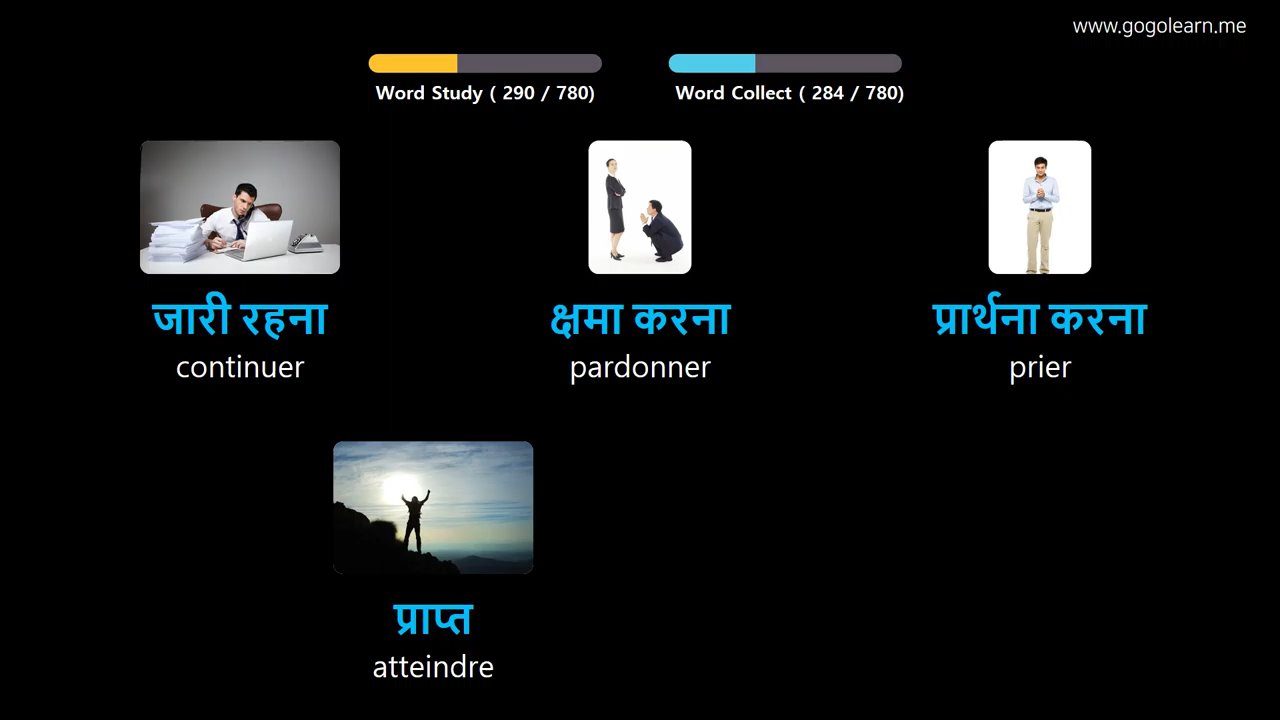 www.gogolearn.me
Word Study ( 290 / 780)
Word Collect ( 284 / 780)
जारी रहना
continuer
क्षमा करना
pardonner
प्रार्थना करना
prier
प्राप्त
atteindre